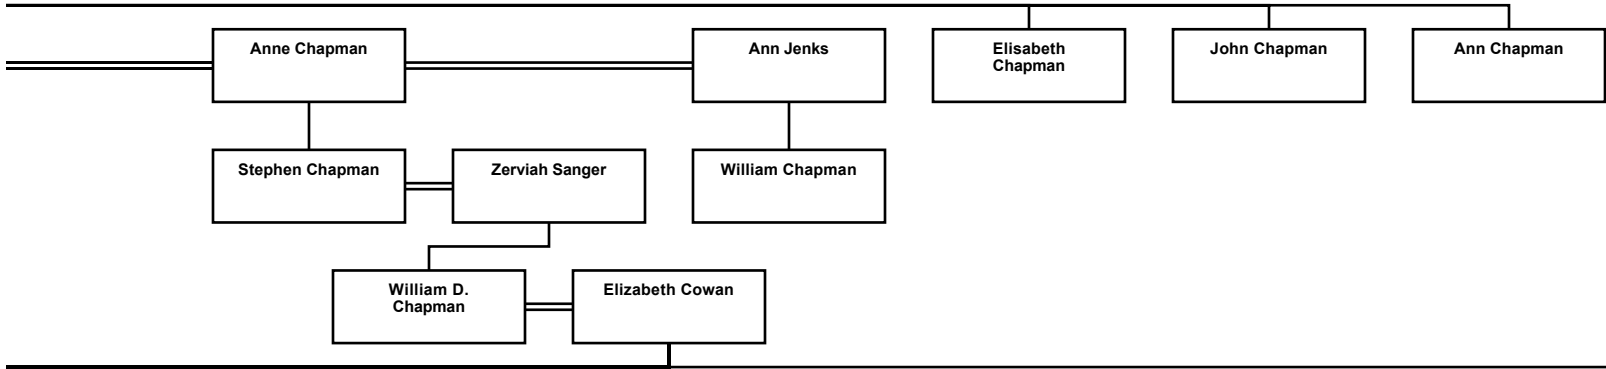 Anne Chapman
Ann Jenks
Elisabeth
Chapman
John Chapman
Ann Chapman
Stephen Chapman
Zerviah Sanger
William Chapman
William D.
Chapman
Elizabeth Cowan